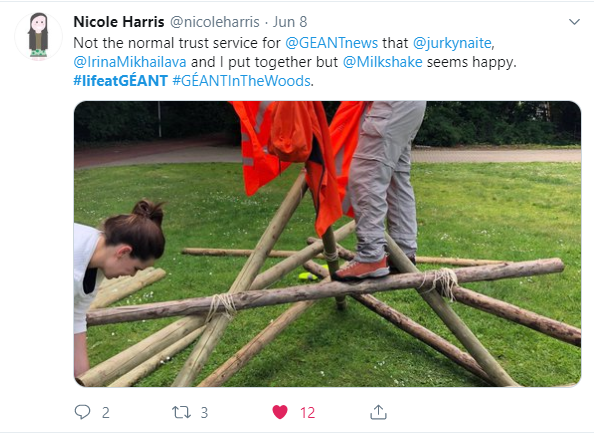 Nicole Harris @nicoleharris · Jun 8
Not the normal trust service for @GEANTnews that @jurkynaite,
@IrinaMikhailava and I put together but @Milkshake seems happy.
#lifeatGÉANT #GÉANTInTheWoods.
2 3 12